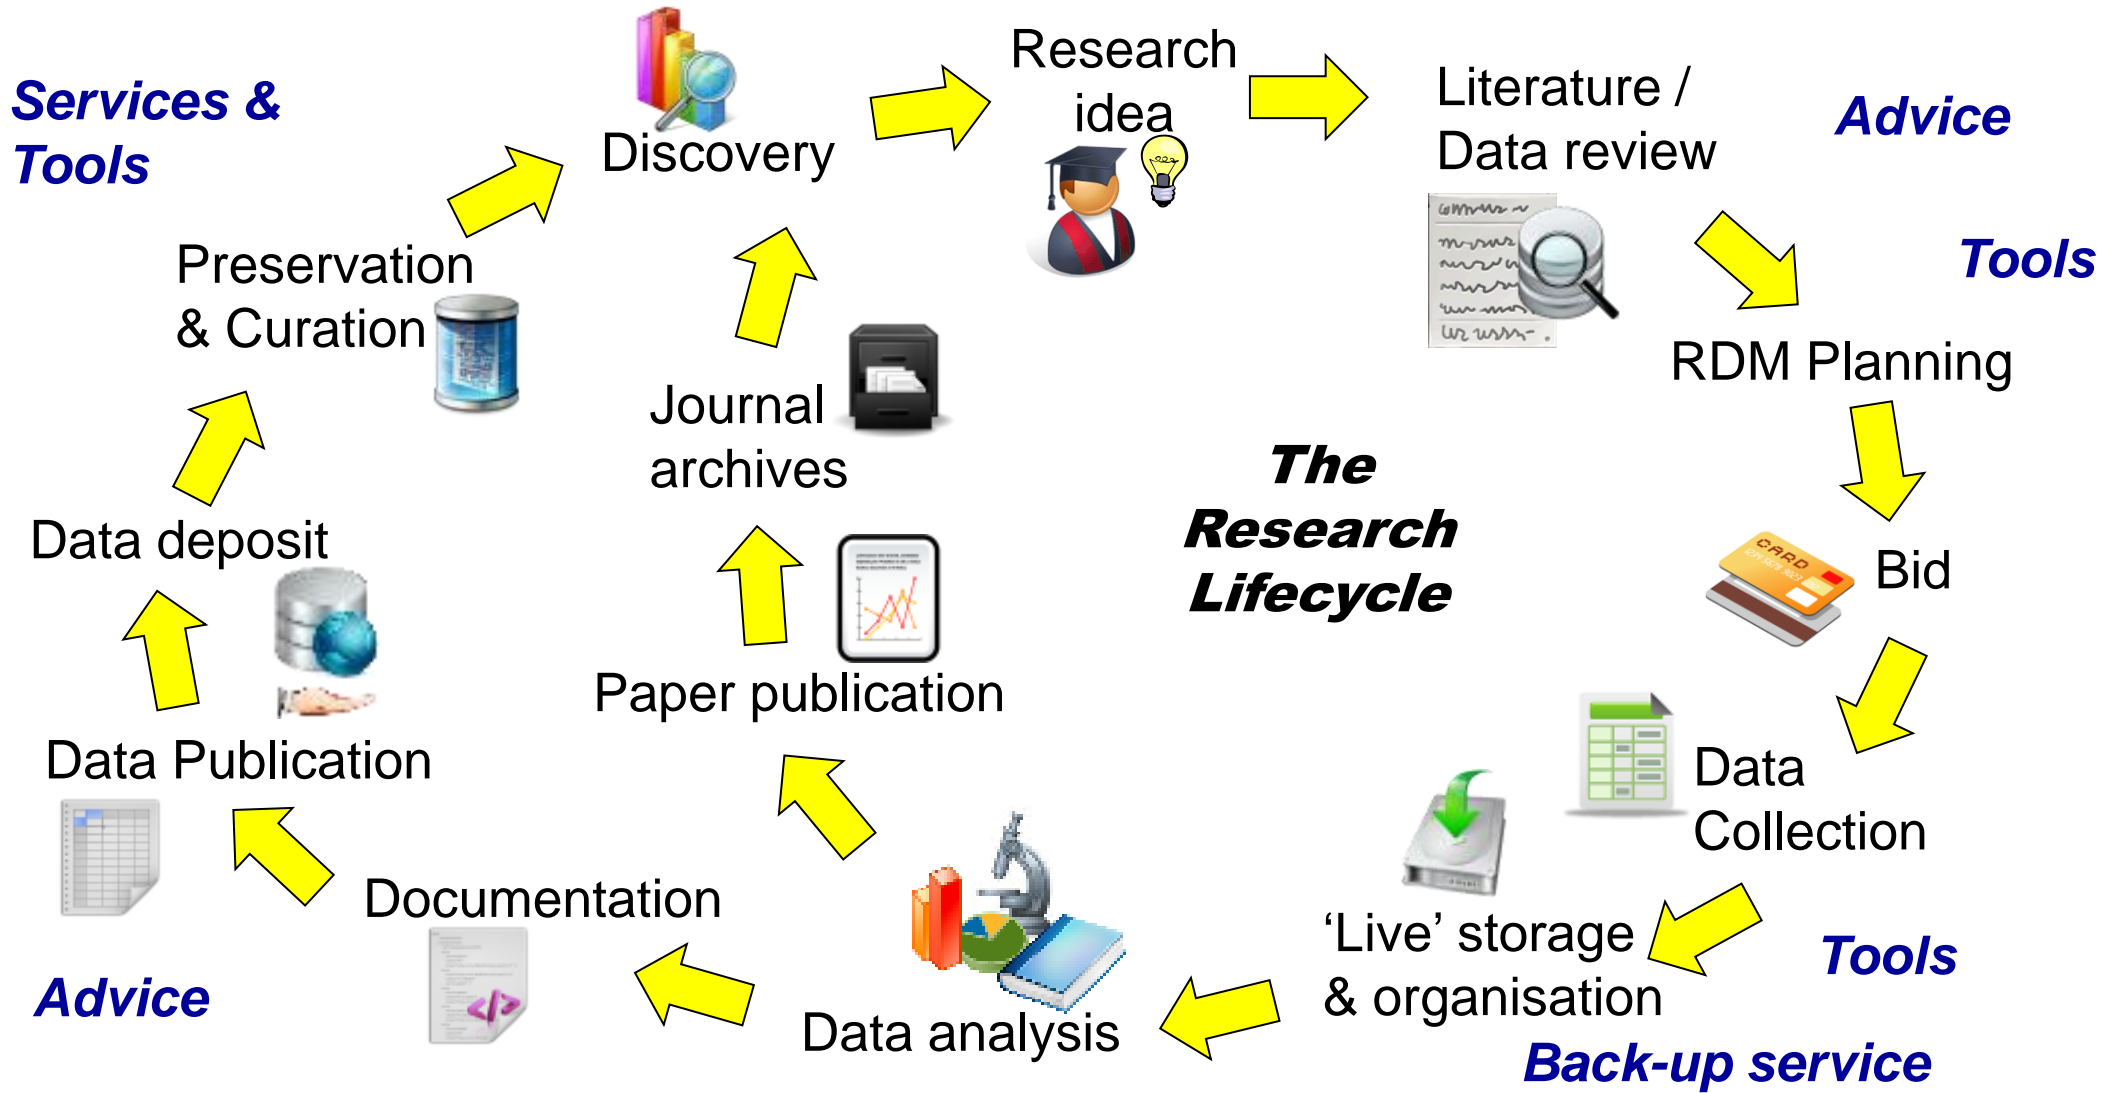 Services &
Tools
Discovery
Research
idea
Literature /
Data review
Advice
Tools
RDM Planning
Bid
CARD
Data
Collection
Tools
‘Live’ storage
& organisation
Back-up service
Data analysis
Documentation
Advice
Data Publication
Data deposit
Preservation
& Curation
Paper publication
Journal
archives
The
Research
Lifecycle